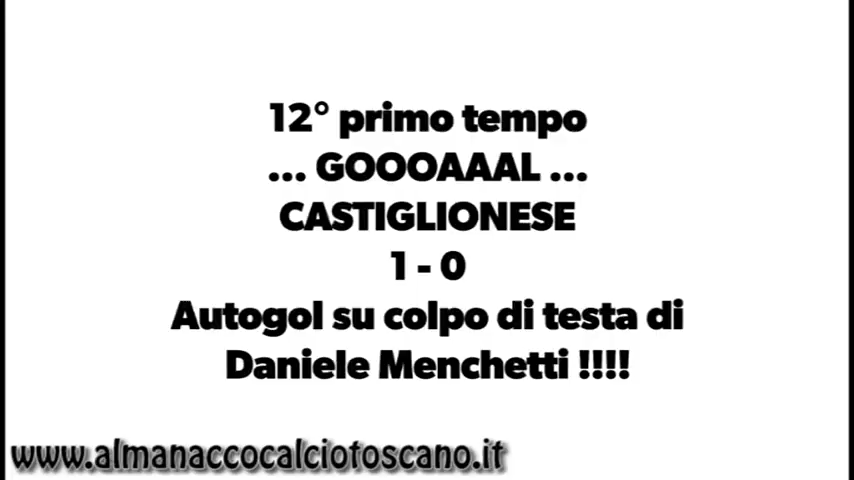 12° primo tempo
... GOOOAAAL ...
CASTIGLIONESE
1 - 0
Autogol su colpo di testa di
Daniele Menchetti !!!!
www.almanaccocalciotoscano.it